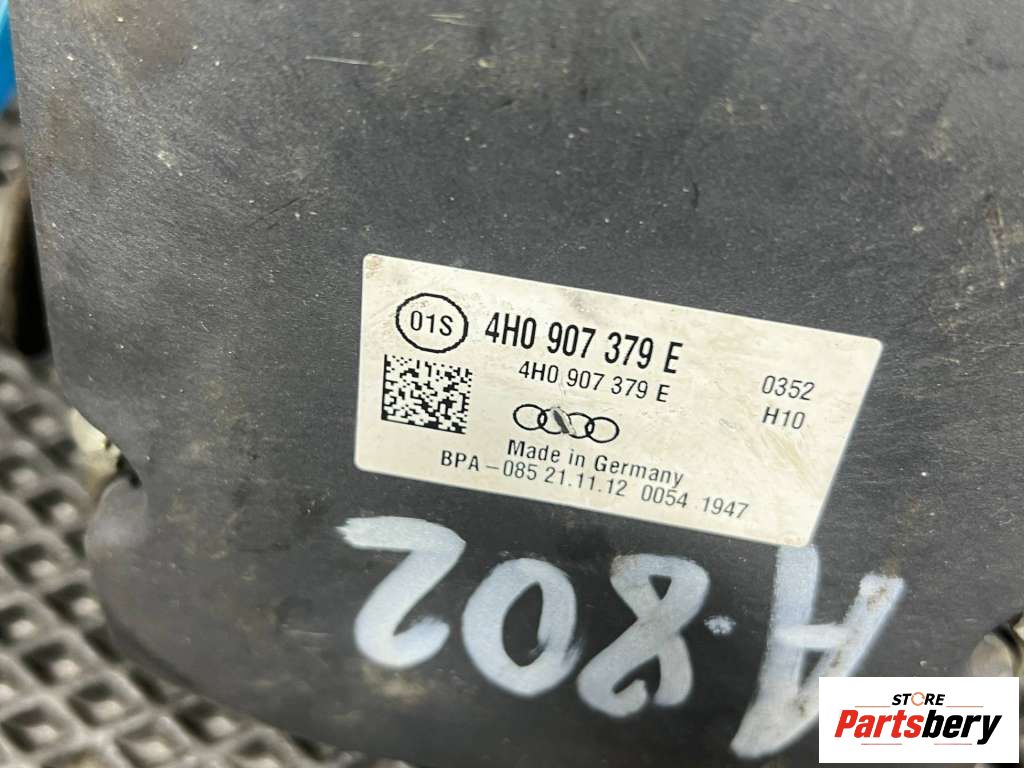 01S 4H0 907 379 E
4H0 907 379 E 0352
H10
Made in Germany
BPA-085 21.11.12 0054 1947
A802
STORE
Partsbery